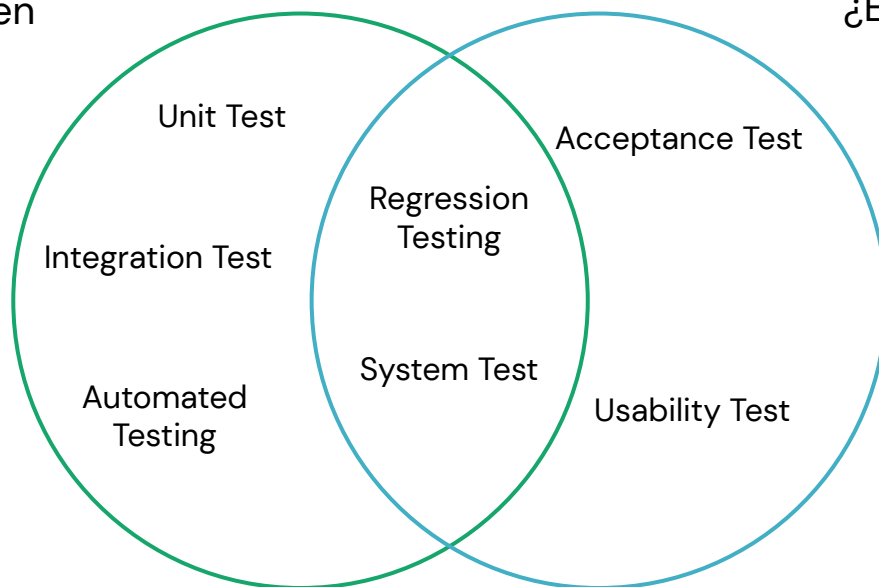 en
¿E
Unit Test
Acceptance Test
Regression
Testing
Integration Test
System Test
Automated
Testing
Usability Test